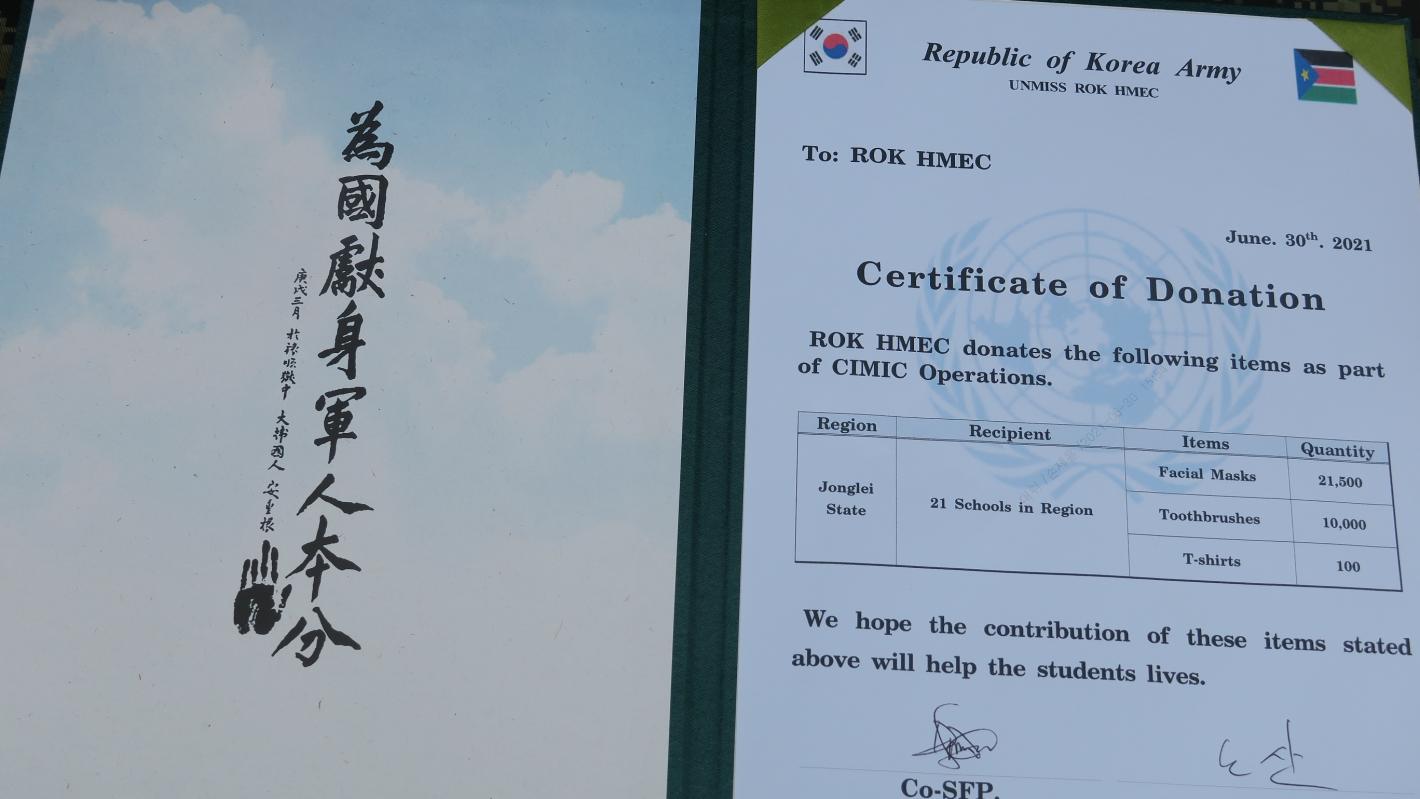 為國獻身軍人本分
庚戌三月 於旅順獄中 大韓國人 安重根
Republic of Korea Army
UNMISS ROK HMEC
To: ROK HMEC
June. 30th. 2021
Certificate of Donation
ROK HMEC donates the following items as part
of CIMIC Operations.
Region Recipient Items Quantity
Jonglei State 21 Schools in Region Facial Masks 21,500
Toothbrushes 10,000
T-shirts 100
We hope the contribution of these items stated
above will help the students lives.
Co-SFP.